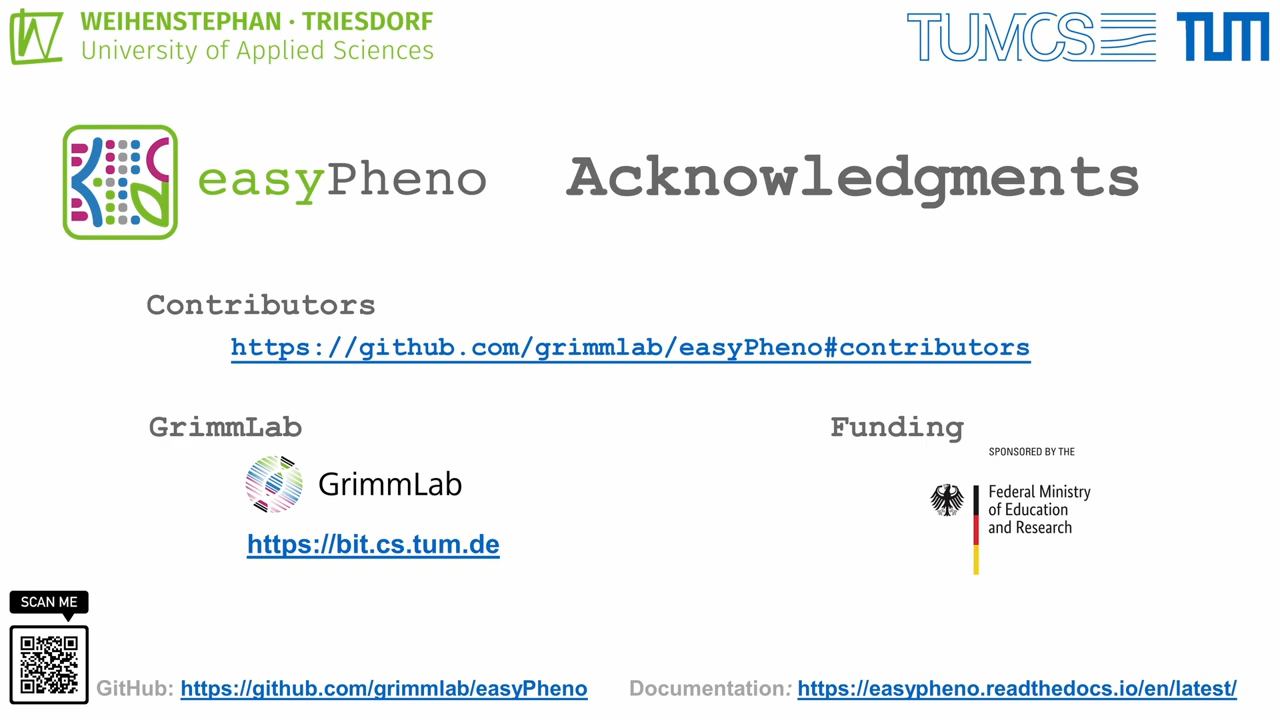 WEIHENSTEPHAN · TRIESDORF
University of Applied Sciences
TUMCS
TUM
easyPheno
Acknowledgments
Contributors
https://github.com/grimmlab/easyPheno#contributors
GrimmLab
GrimmLab
https://bit.cs.tum.de
Funding
SPONSORED BY THE
Federal Ministry
of Education
and Research
SCAN ME
GitHub: https://github.com/grimmlab/easyPheno
Documentation: https://easypheno.readthedocs.io/en/latest/